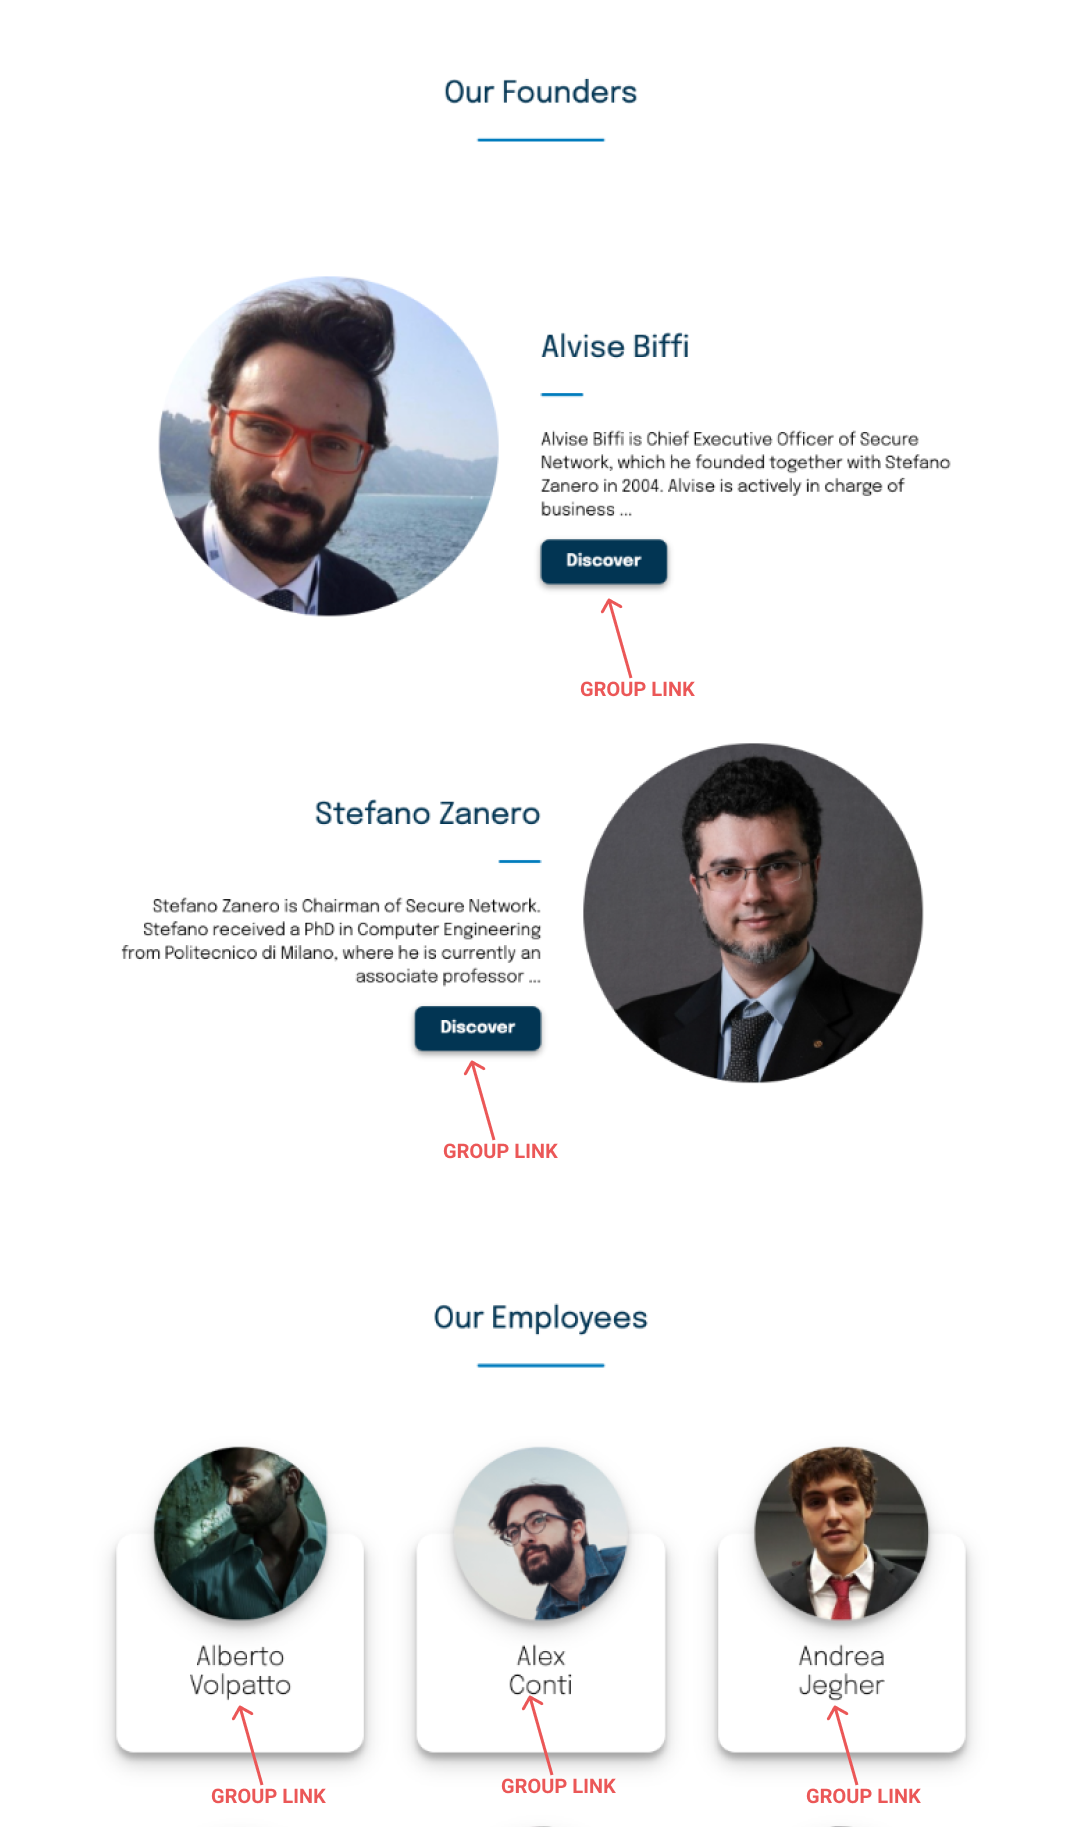 Our Founders
Alvise Biffi
Alvise Biffi is Chief Executive Officer of Secure
Network, which he founded together with Stefano
Zanero in 2004. Alvise is actively in charge of
business ...
Discover
GROUP LINK
Stefano Zanero
Stefano Zanero is Chairman of Secure Network.
Stefano received a PhD in Computer Engineering
from Politecnico di Milano, where he is currently an
associate professor ...
Discover
GROUP LINK
Our Employees
Alberto
Volpatto
GROUP LINK
Alex
Conti
GROUP LINK
Andrea
Jegher
GROUP LINK